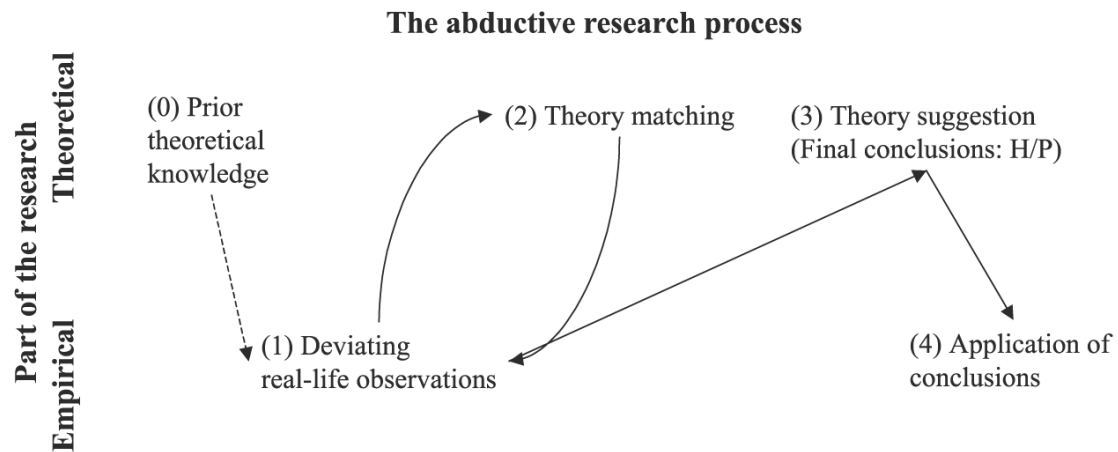 The abductive research process
Part of the research
Theoretical
Empirical
(0) Prior
theoretical
knowledge
(1) Deviating
real-life observations
(2) Theory matching
(3) Theory suggestion
(Final conclusions: H/P)
(4) Application of
conclusions